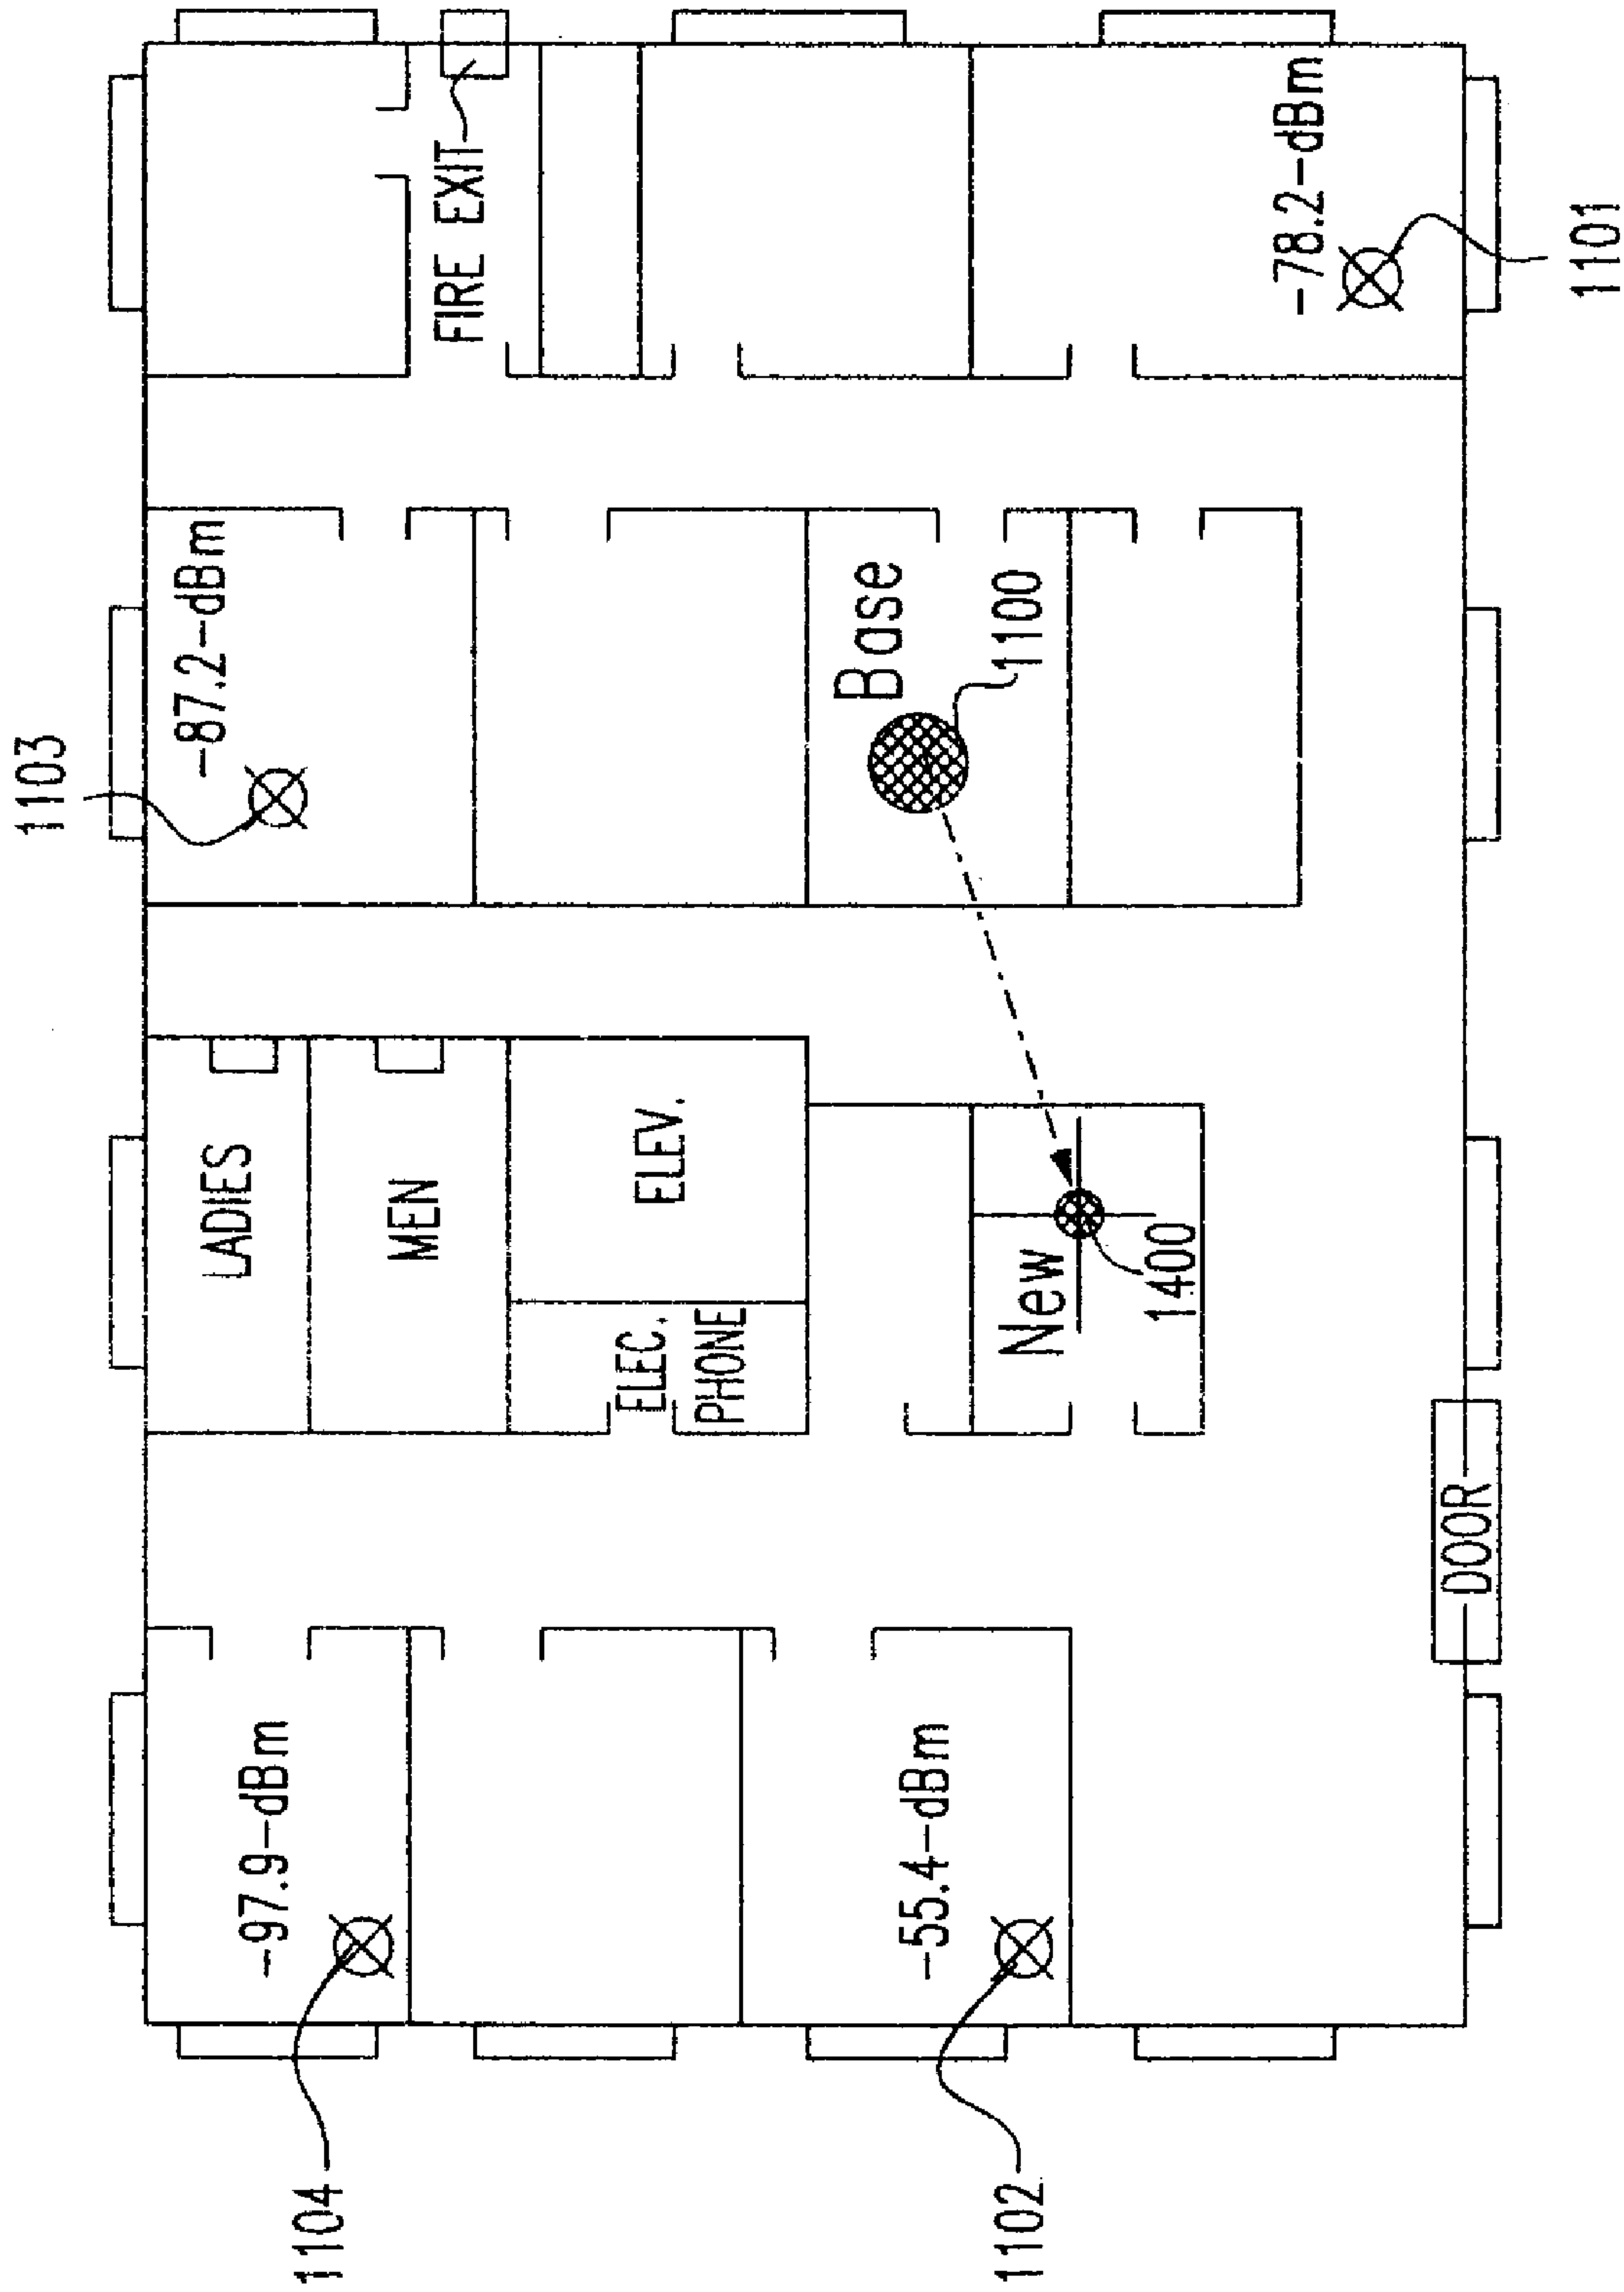 1103
-87.2-dBm
LADIES
-97.9-dBm
1104
MEN
FIRE EXIT
ELEC.
PHONE
ELEV.
Base
1100
-55.4-dBm
1102
New
1400
-78.2-dBm
DOOR
1101